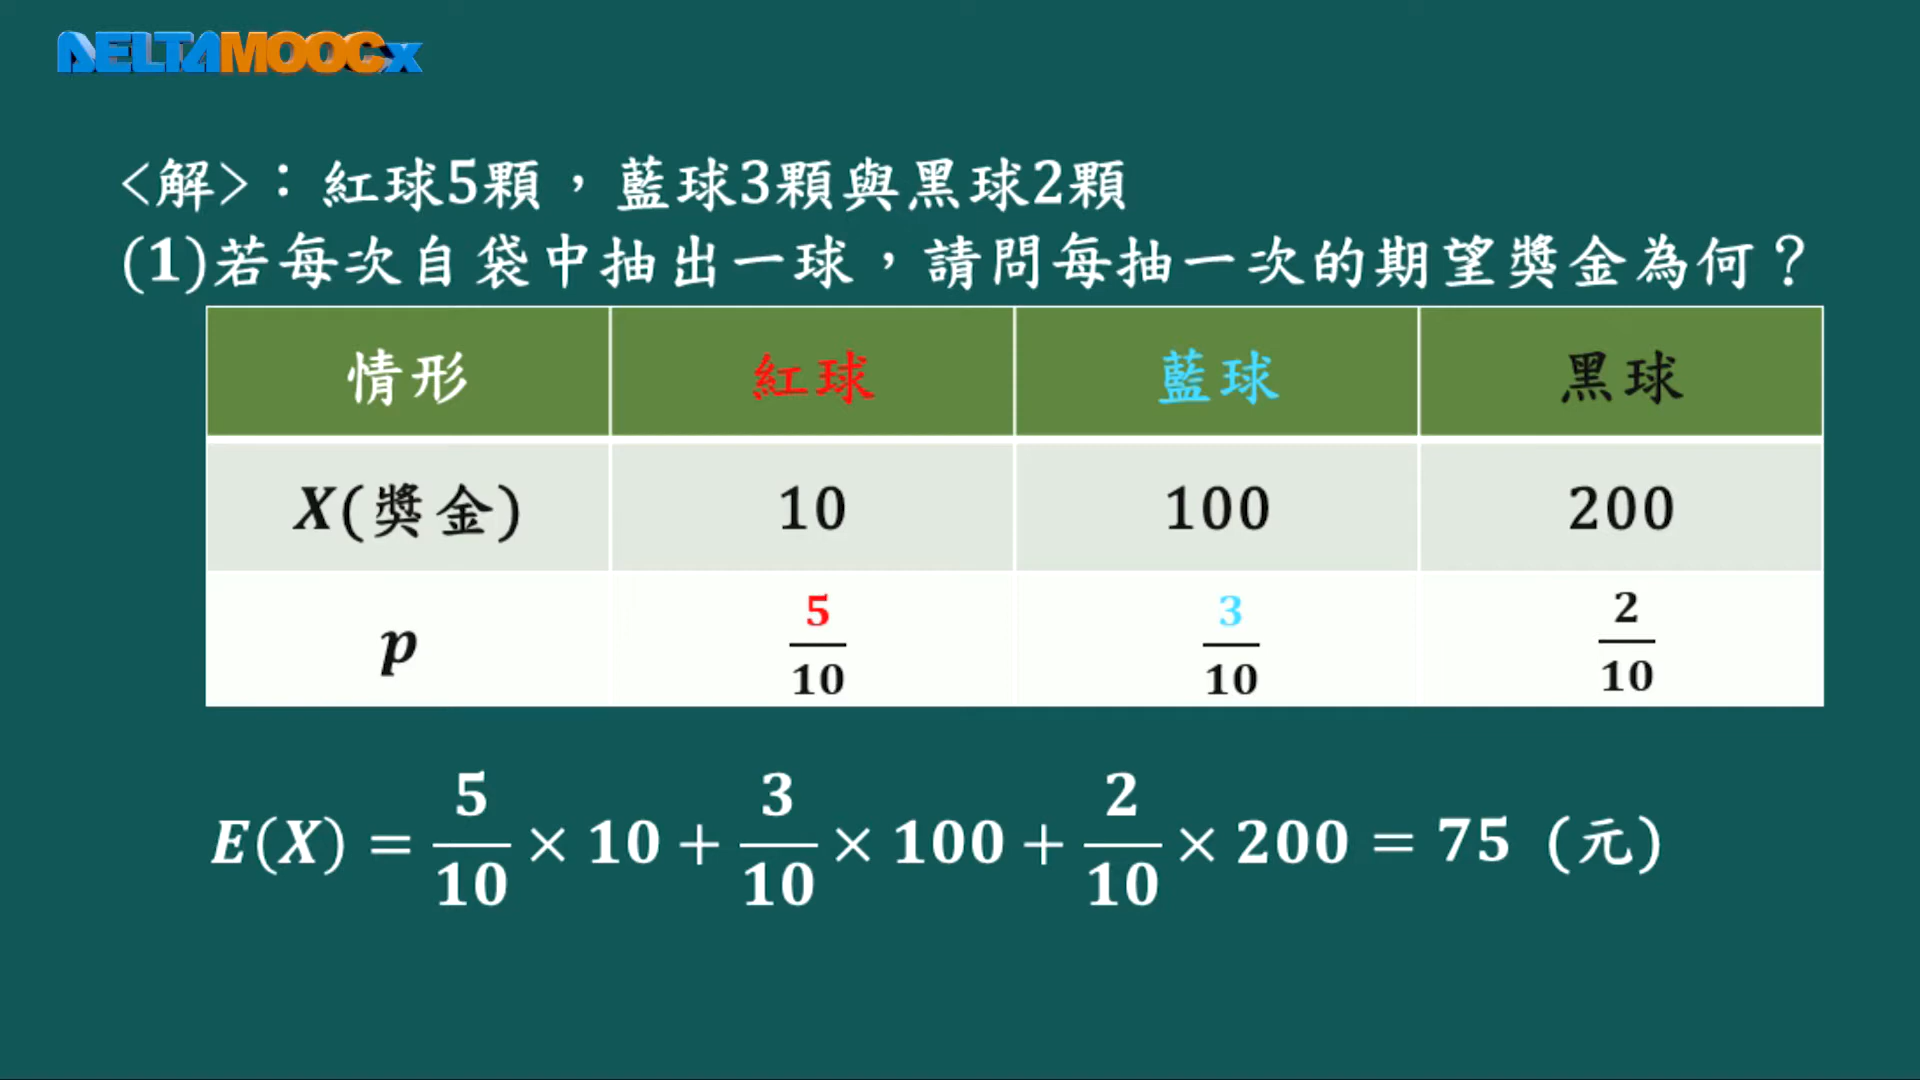 DELTAMOOCx
<解>：紅球5顆，藍球3顆與黑球2顆
(1)若每次自袋中抽出一球，請問每抽一次的期望獎金為何？
情形 紅球 藍球 黑球
X(獎金) 10 100 200
p 5/10 3/10 2/10
E(X) = 5/10 × 10 + 3/10 × 100 + 2/10 × 200 = 75 (元)